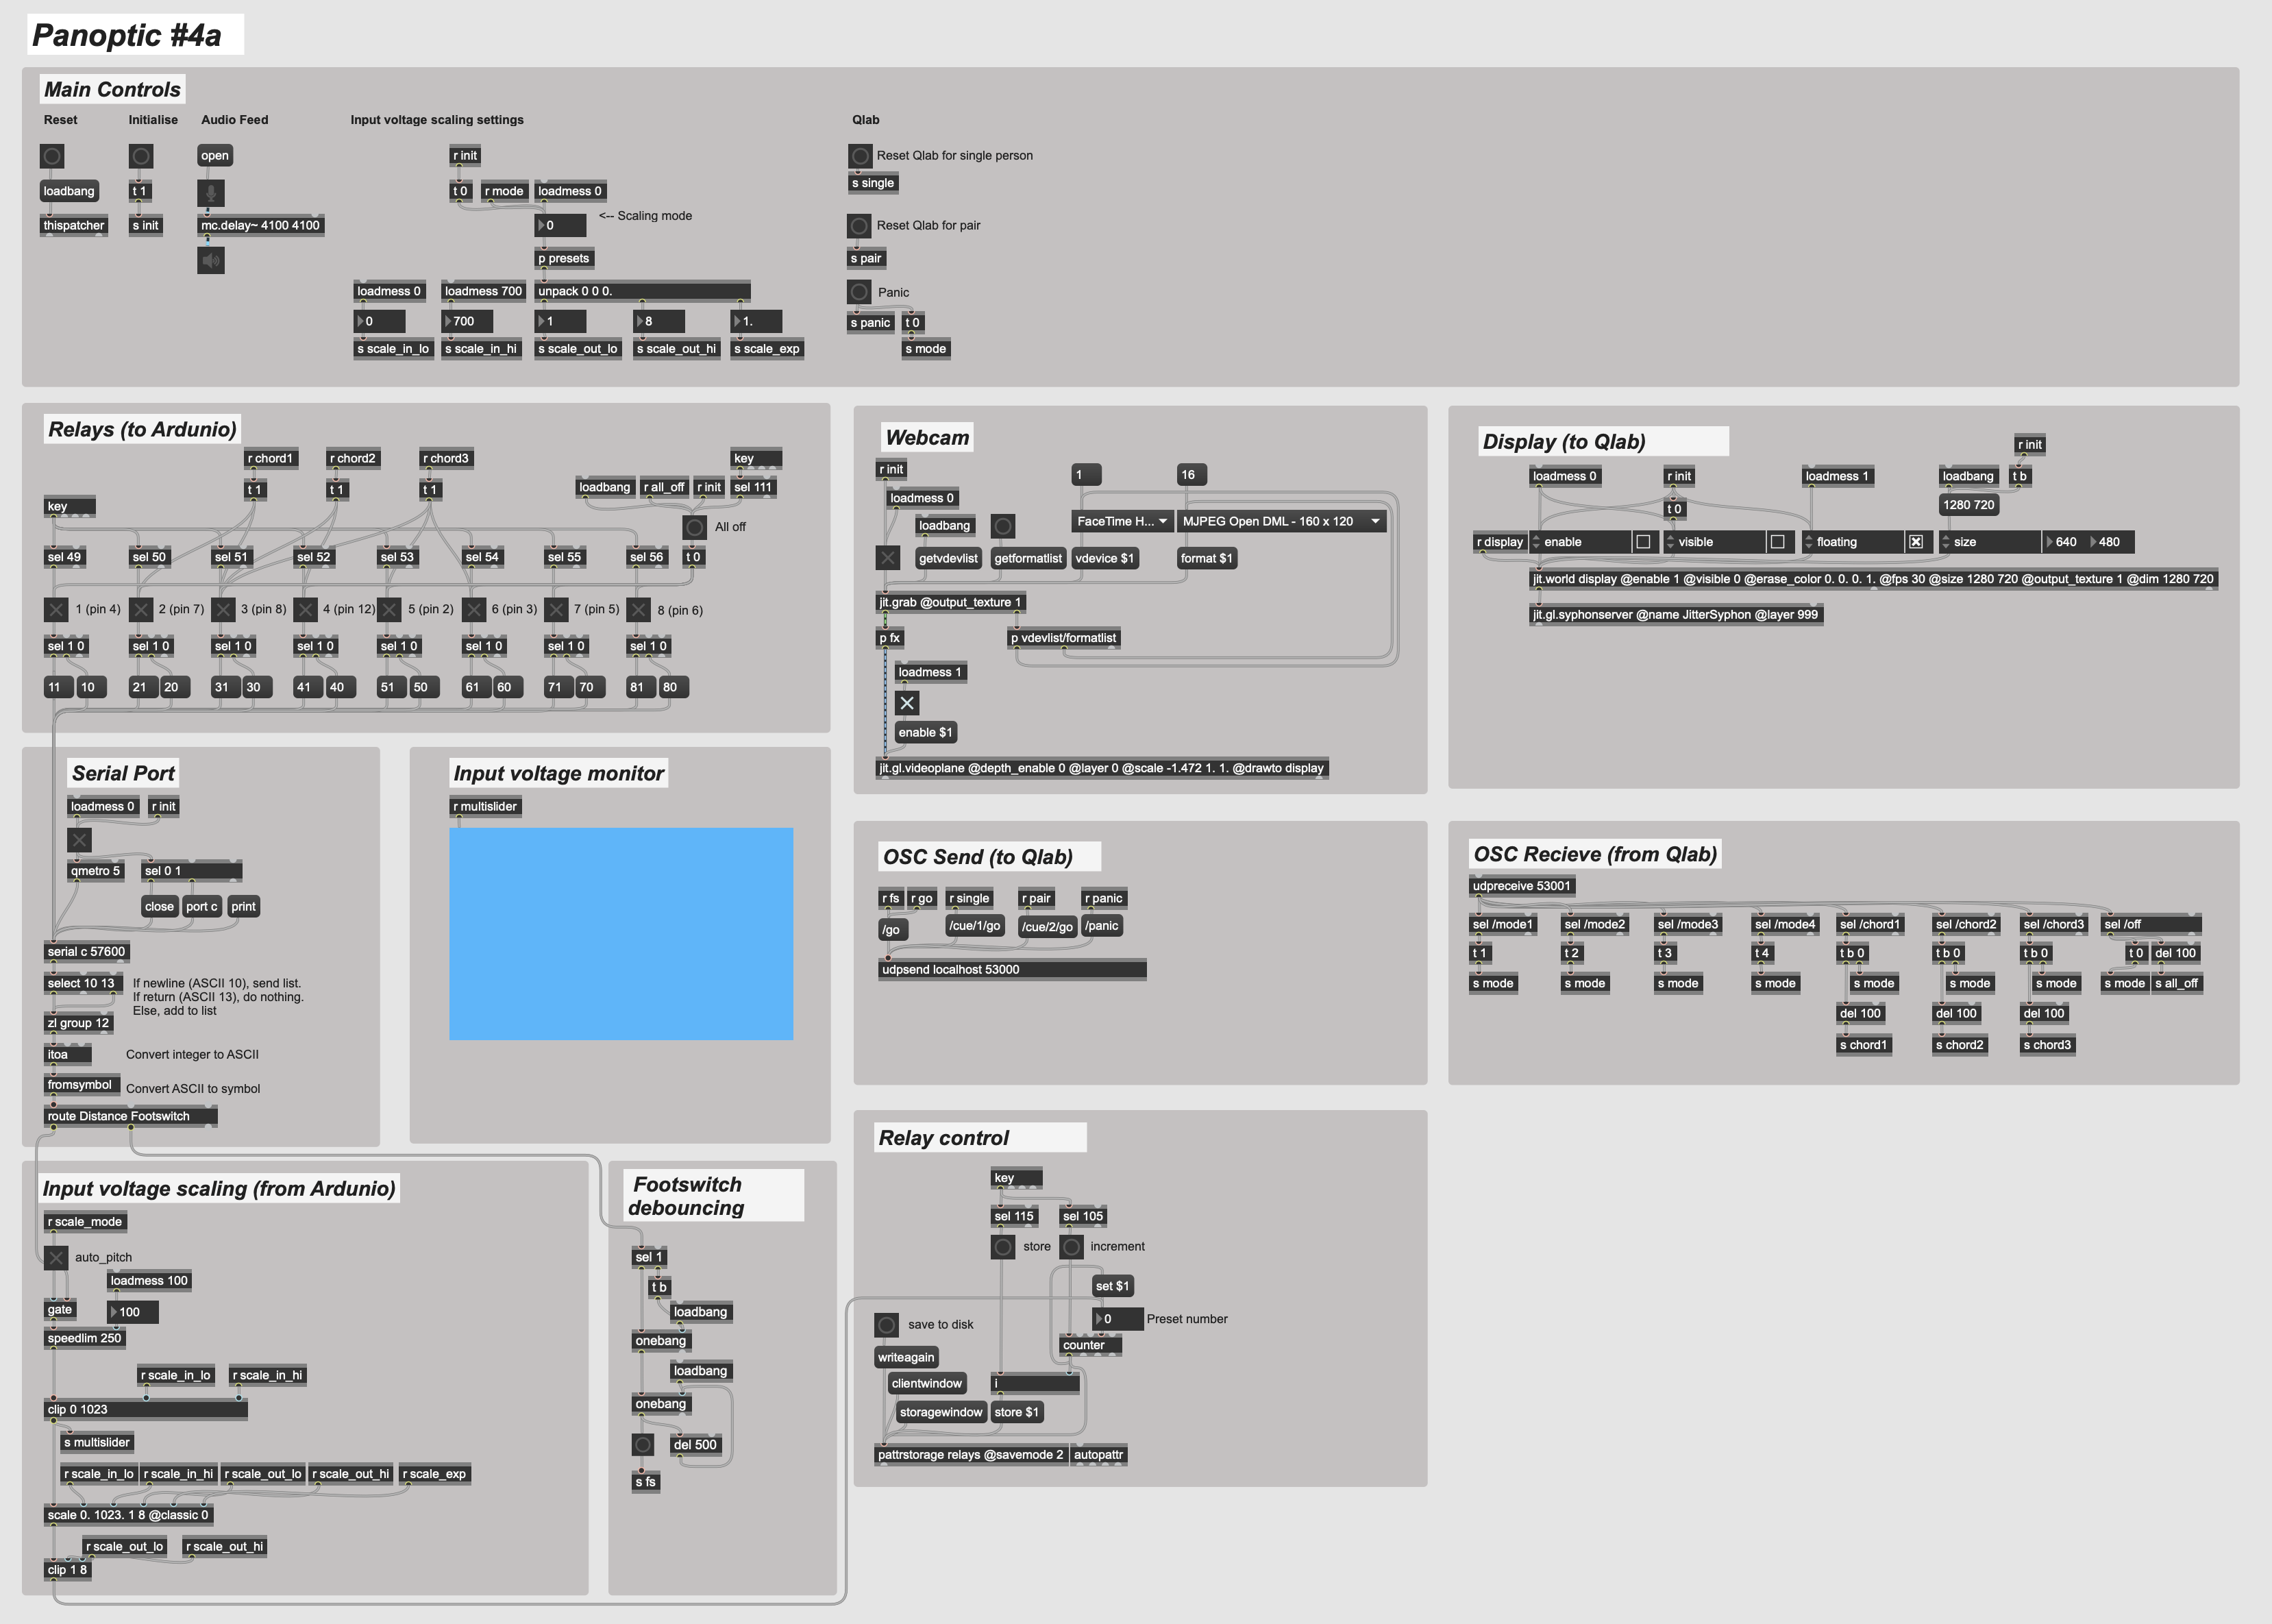 Panoptic #4a
Main Controls
Reset
Initialise
Audio Feed
Input voltage scaling settings
Qlab
open
r init
Reset Qlab for single person
loadbang
t 1
t 0
r mode
loadmess 0
s single
thispatcher
s init
mc.delay~ 4100 4100
<-- Scaling mode
0
Reset Qlab for pair
p presets
s pair
loadmess 0
loadmess 700
unpack 0 0 0.
Panic
0
700
1
8
1.
s panic
t 0
s scale_in_lo
s scale_in_hi
s scale_out_lo
s scale_out_hi
s scale_exp
s mode
Relays (to Ardunio)
r chord1
r chord2
r chord3
key
t 1
t 1
t 1
loadbang
r all_off
r init
sel 111
key
All off
sel 49
sel 50
sel 51
sel 52
sel 53
sel 54
sel 55
sel 56
t 0
1 (pin 4)
2 (pin 7)
3 (pin 8)
4 (pin 12)
5 (pin 2)
6 (pin 3)
7 (pin 5)
8 (pin 6)
sel 1 0
sel 1 0
sel 1 0
sel 1 0
sel 1 0
sel 1 0
sel 1 0
sel 1 0
11
10
21
20
31
30
41
40
51
50
61
60
71
70
81
80
Webcam
r init
1
16
loadmess 0
loadbang
FaceTime H...
MJPEG Open DML - 160 x 120
getvdevlist
getformatlist
vdevice $1
format $1
jit.grab @output_texture 1
p fx
p vdevlist/formatlist
loadmess 1
enable $1
jit.gl.videoplane @depth_enable 0 @layer 0 @scale -1.472 1. 1. @drawto display
Display (to Qlab)
r init
loadmess 0
r init
loadmess 1
loadbang
t b
t 0
1280 720
r display
enable
visible
floating
size
640
480
jit.world display @enable 1 @visible 0 @erase_color 0. 0. 0. 1. @fps 30 @size 1280 720 @output_texture 1 @dim 1280 720
jit.gl.syphonserver @name JitterSyphon @layer 999
Serial Port
loadmess 0
r init
qmetro 5
sel 0 1
close
port c
print
serial c 57600
select 10 13
If newline (ASCII 10), send list.
If return (ASCII 13), do nothing.
Else, add to list
zl group 12
itoa
Convert integer to ASCII
fromsymbol
Convert ASCII to symbol
route Distance Footswitch
Input voltage monitor
r multislider
OSC Send (to Qlab)
r fs
r go
r single
r pair
r panic
/go
/cue/1/go
/cue/2/go
/panic
udpsend localhost 53000
OSC Recieve (from Qlab)
udpreceive 53001
sel /mode1
sel /mode2
sel /mode3
sel /mode4
sel /chord1
sel /chord2
sel /chord3
sel /off
t 1
t 2
t 3
t 4
t b 0
t b 0
t b 0
t 0
del 100
s mode
s mode
s mode
s mode
s mode
s mode
s mode
s mode
s all_off
del 100
del 100
del 100
s chord1
s chord2
s chord3
Input voltage scaling (from Ardunio)
r scale_mode
auto_pitch
loadmess 100
gate
100
speedlim 250
r scale_in_lo
r scale_in_hi
clip 0 1023
s multislider
r scale_in_lo
r scale_in_hi
r scale_out_lo
r scale_out_hi
r scale_exp
scale 0. 1023. 1 8 @classic 0
r scale_out_lo
r scale_out_hi
clip 1 8
Footswitch
debouncing
sel 1
t b
loadbang
onebang
loadbang
onebang
del 500
s fs
Relay control
key
sel 115
sel 105
store
increment
set $1
save to disk
0
Preset number
writeagain
counter
clientwindow
i
storagewindow
store $1
pattrstorage relays @savemode 2
autopattr